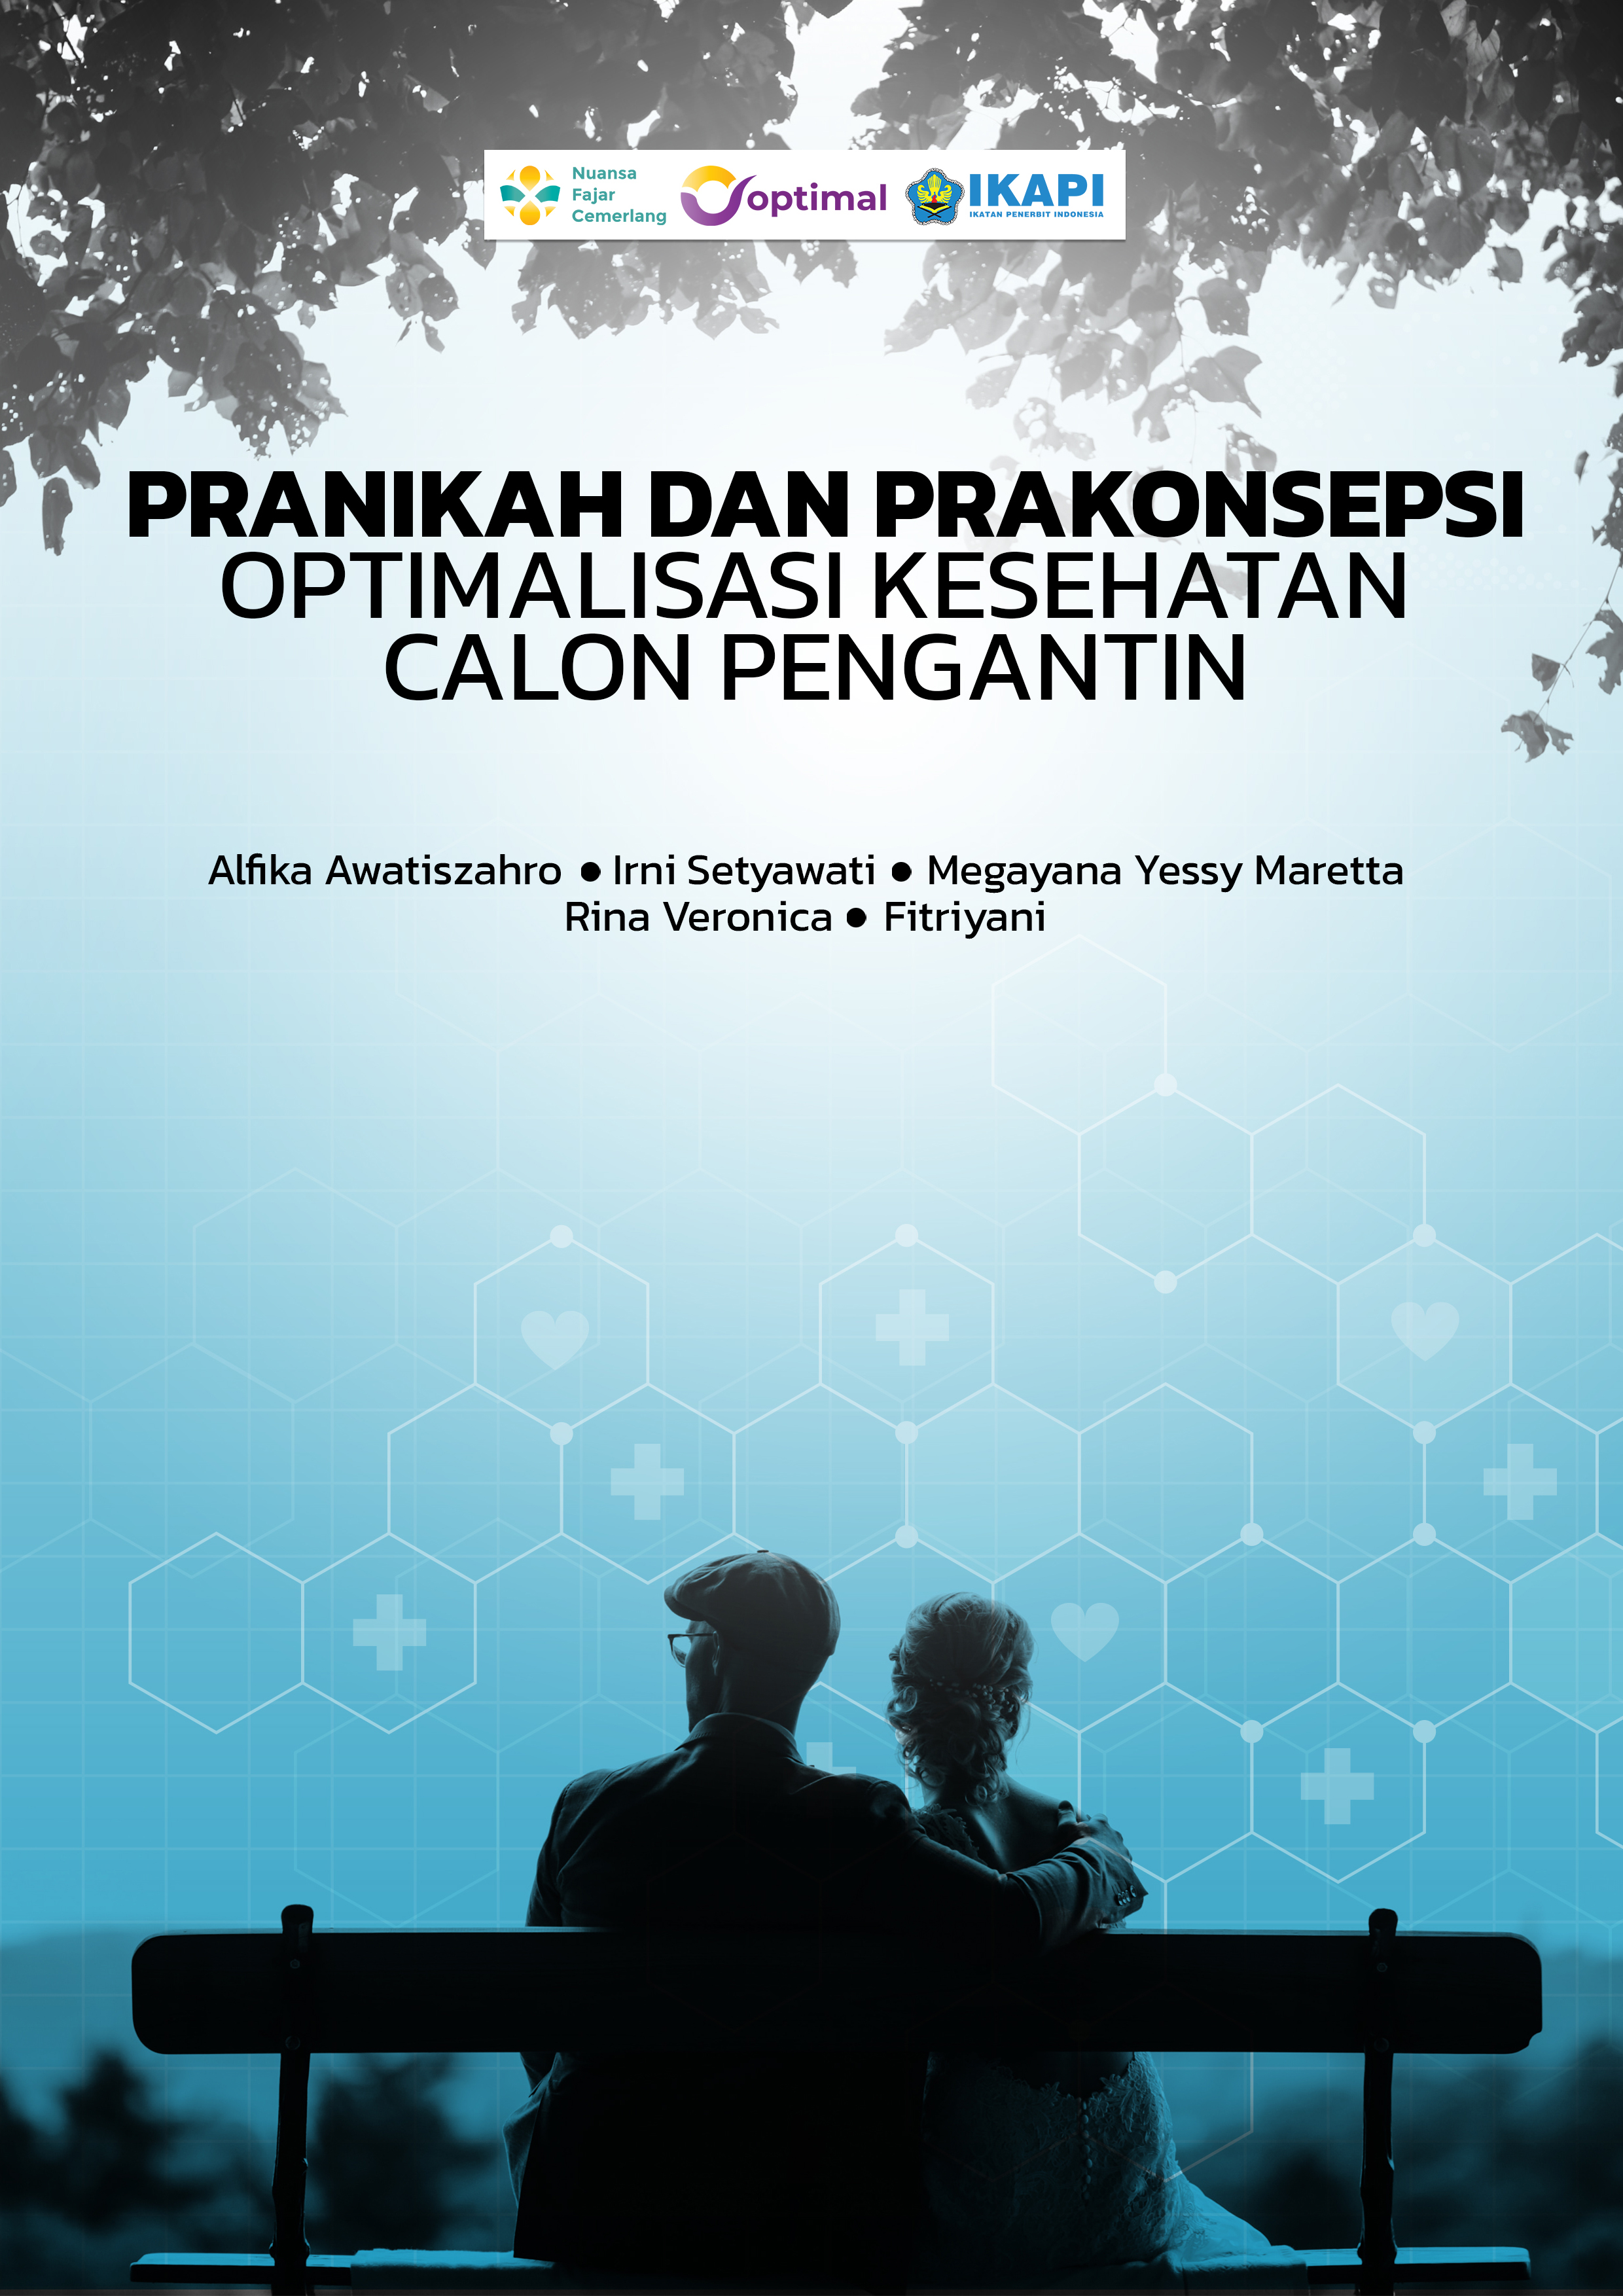 Nuansa
Fajar
Cemerlang
optimal
IKAPI
IKATAN PENERBIT INDONESIA
PRANIKAH DAN PRAKONSEPSI
OPTIMALISASI KESEHATAN
CALON PENGANTIN
Alfika Awatiszahro ● Irni Setyawati ● Megayana Yessy Maretta
Rina Veronica ● Fitriyani